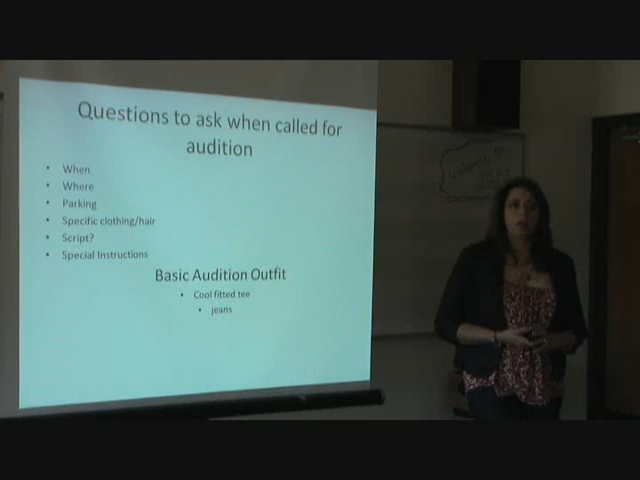 Questions to ask when called for
audition
• When
• Where
• Parking
• Specific clothing/hair
• Script?
• Special Instructions
Basic Audition Outfit
• Cool fitted tee
• jeans